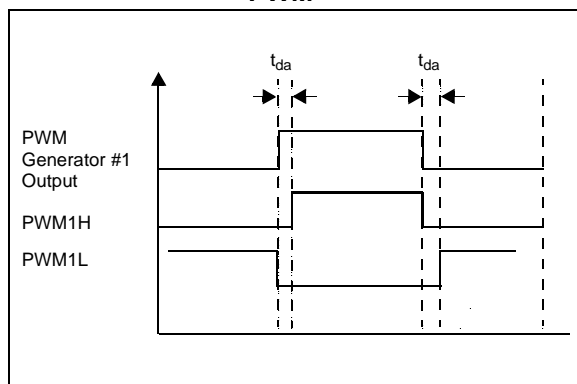 t_da t_da
PWM
Generator #1
Output
PWM1H
PWM1L